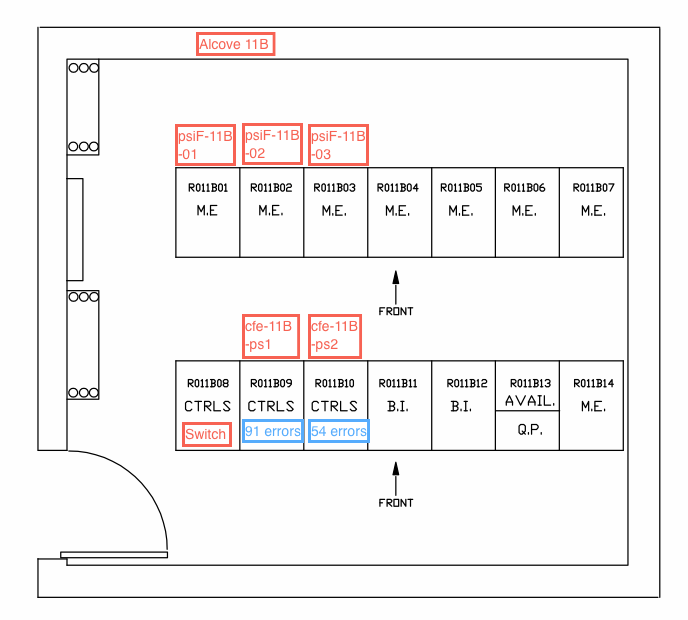 Alcove 11B
psiF-11B
-01
psiF-11B
-02
psiF-11B
-03
R011B01
R011B02
R011B03
R011B04
R011B05
R011B06
R011B07
M.E
M.E.
M.E.
M.E.
M.E.
M.E.
M.E.
FRONT
cfe-11B
-ps1
cfe-11B
-ps2
R011B08
R011B09
R011B10
R011B11
R011B12
R011B13
R011B14
CTRLS
CTRLS
CTRLS
B.I.
B.I.
AVAIL.
M.E.
Switch
91 errors
54 errors
Q.P.
FRONT